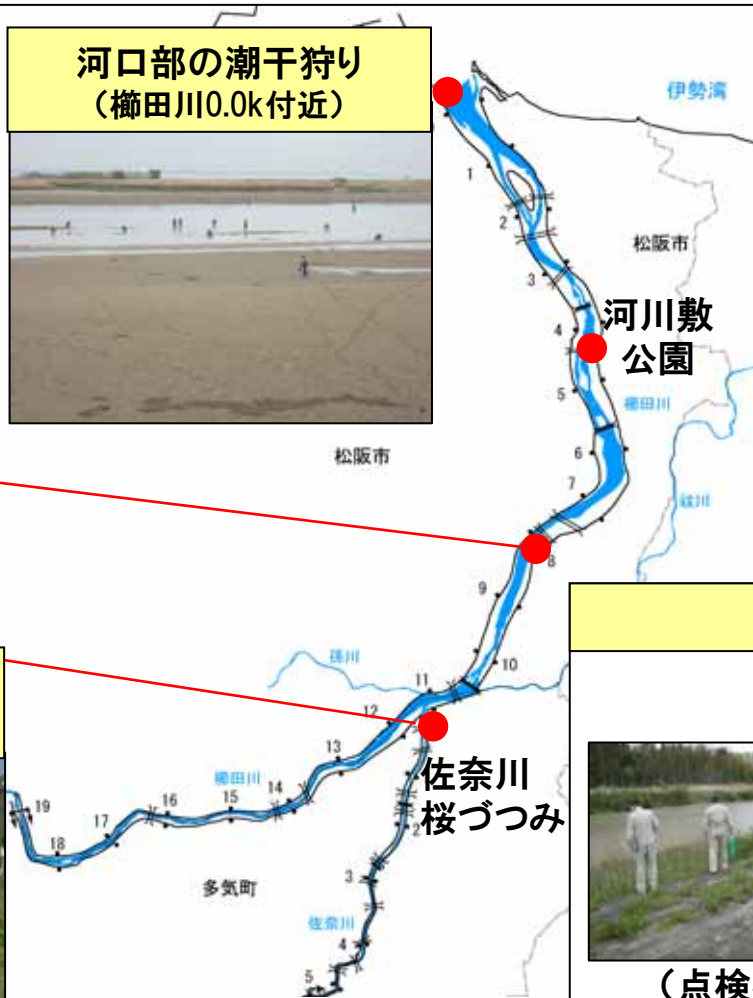 河口部の潮干狩り
（櫛田川0.0k付近）
伊勢湾
1
2
松阪市
3
4
河川敷
公園
5
櫛田川
6
松阪市
7
祓川
8
9
10
孫川
11
12
13
櫛田川
14
15
16
17
18
19
佐奈川
桜づつみ
2
3
多気町
佐奈川
4
5
（点検